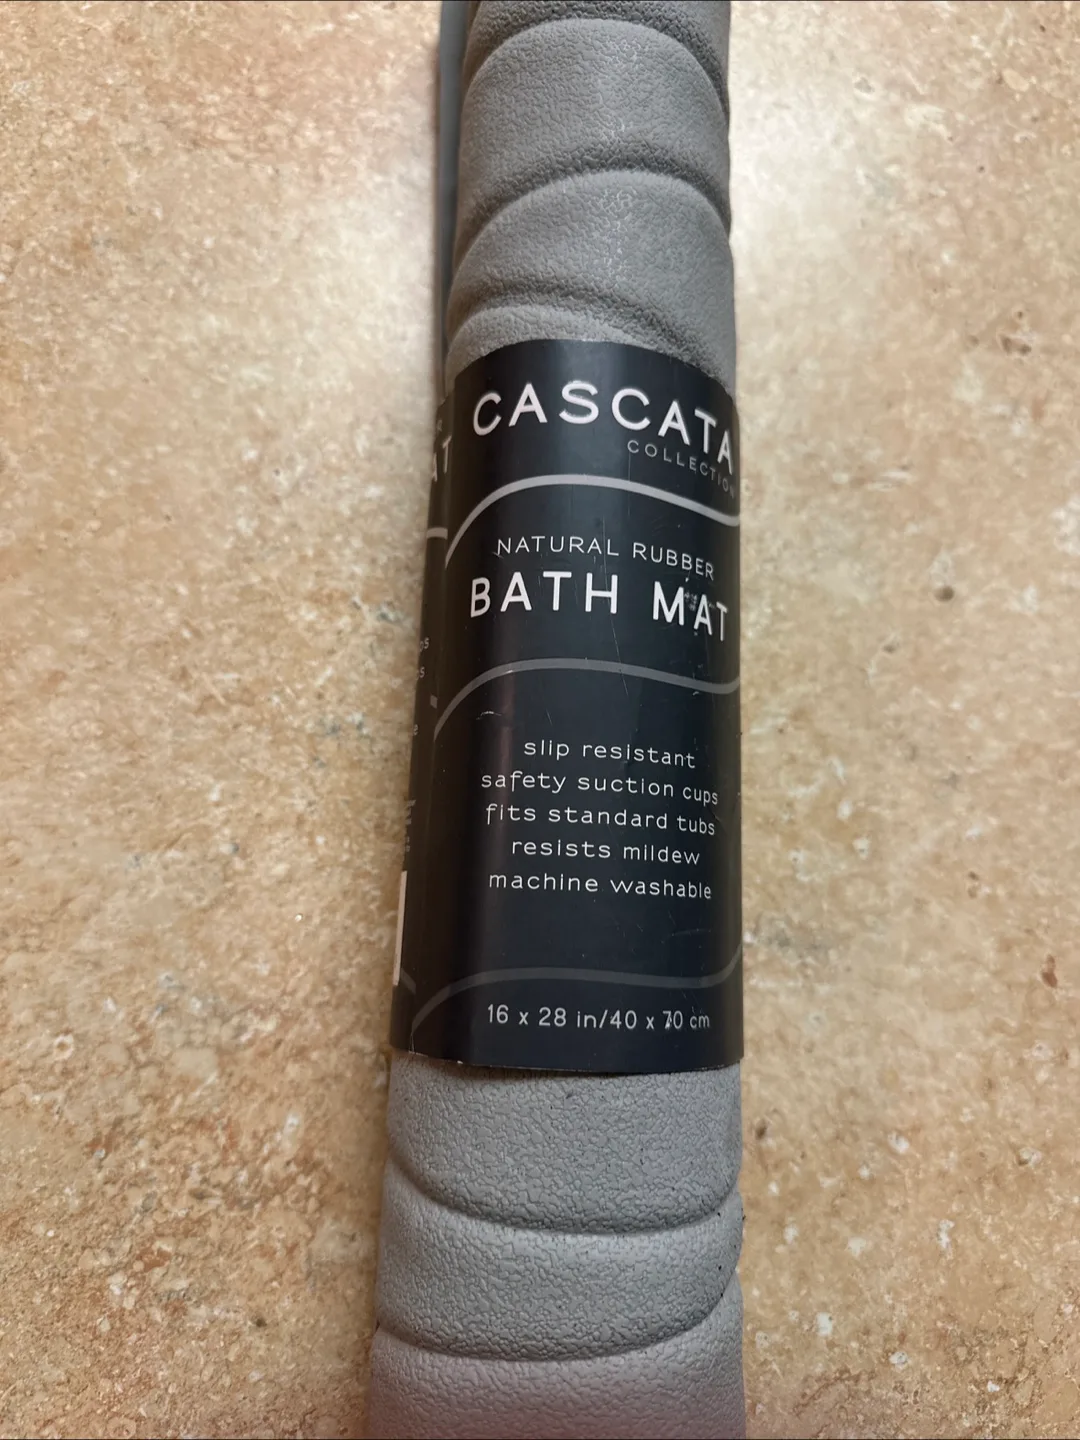 CASCATA
COLLECTION
NATURAL RUBBER
BATH MAT
slip resistant
safety suction cups
fits standard tubs
resists mildew
machine washable
16 x 28 in/40 x 70 cm